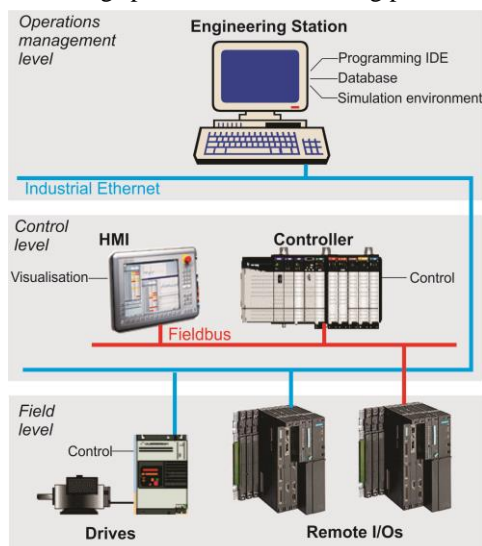 Operations
management
level
Engineering Station
Programming IDE
Database
Simulation environment
Industrial Ethernet
Control
level
HMI
Controller
Visualisation
Control
Fieldbus
Field
level
Control
Drives
Remote I/Os